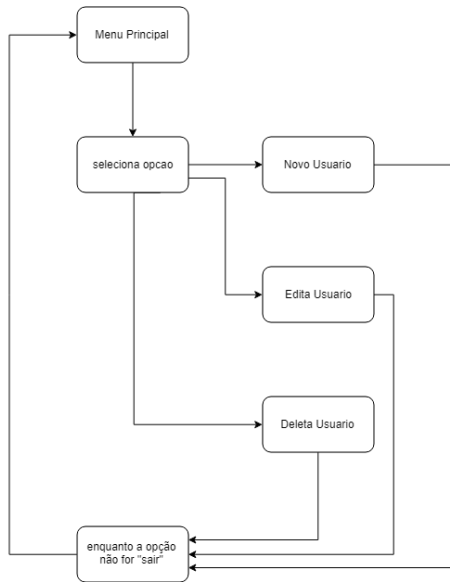 Menu Principal
seleciona opcao
Novo Usuario
Edita Usuario
Deleta Usuario
enquanto a opção
não for "sair"